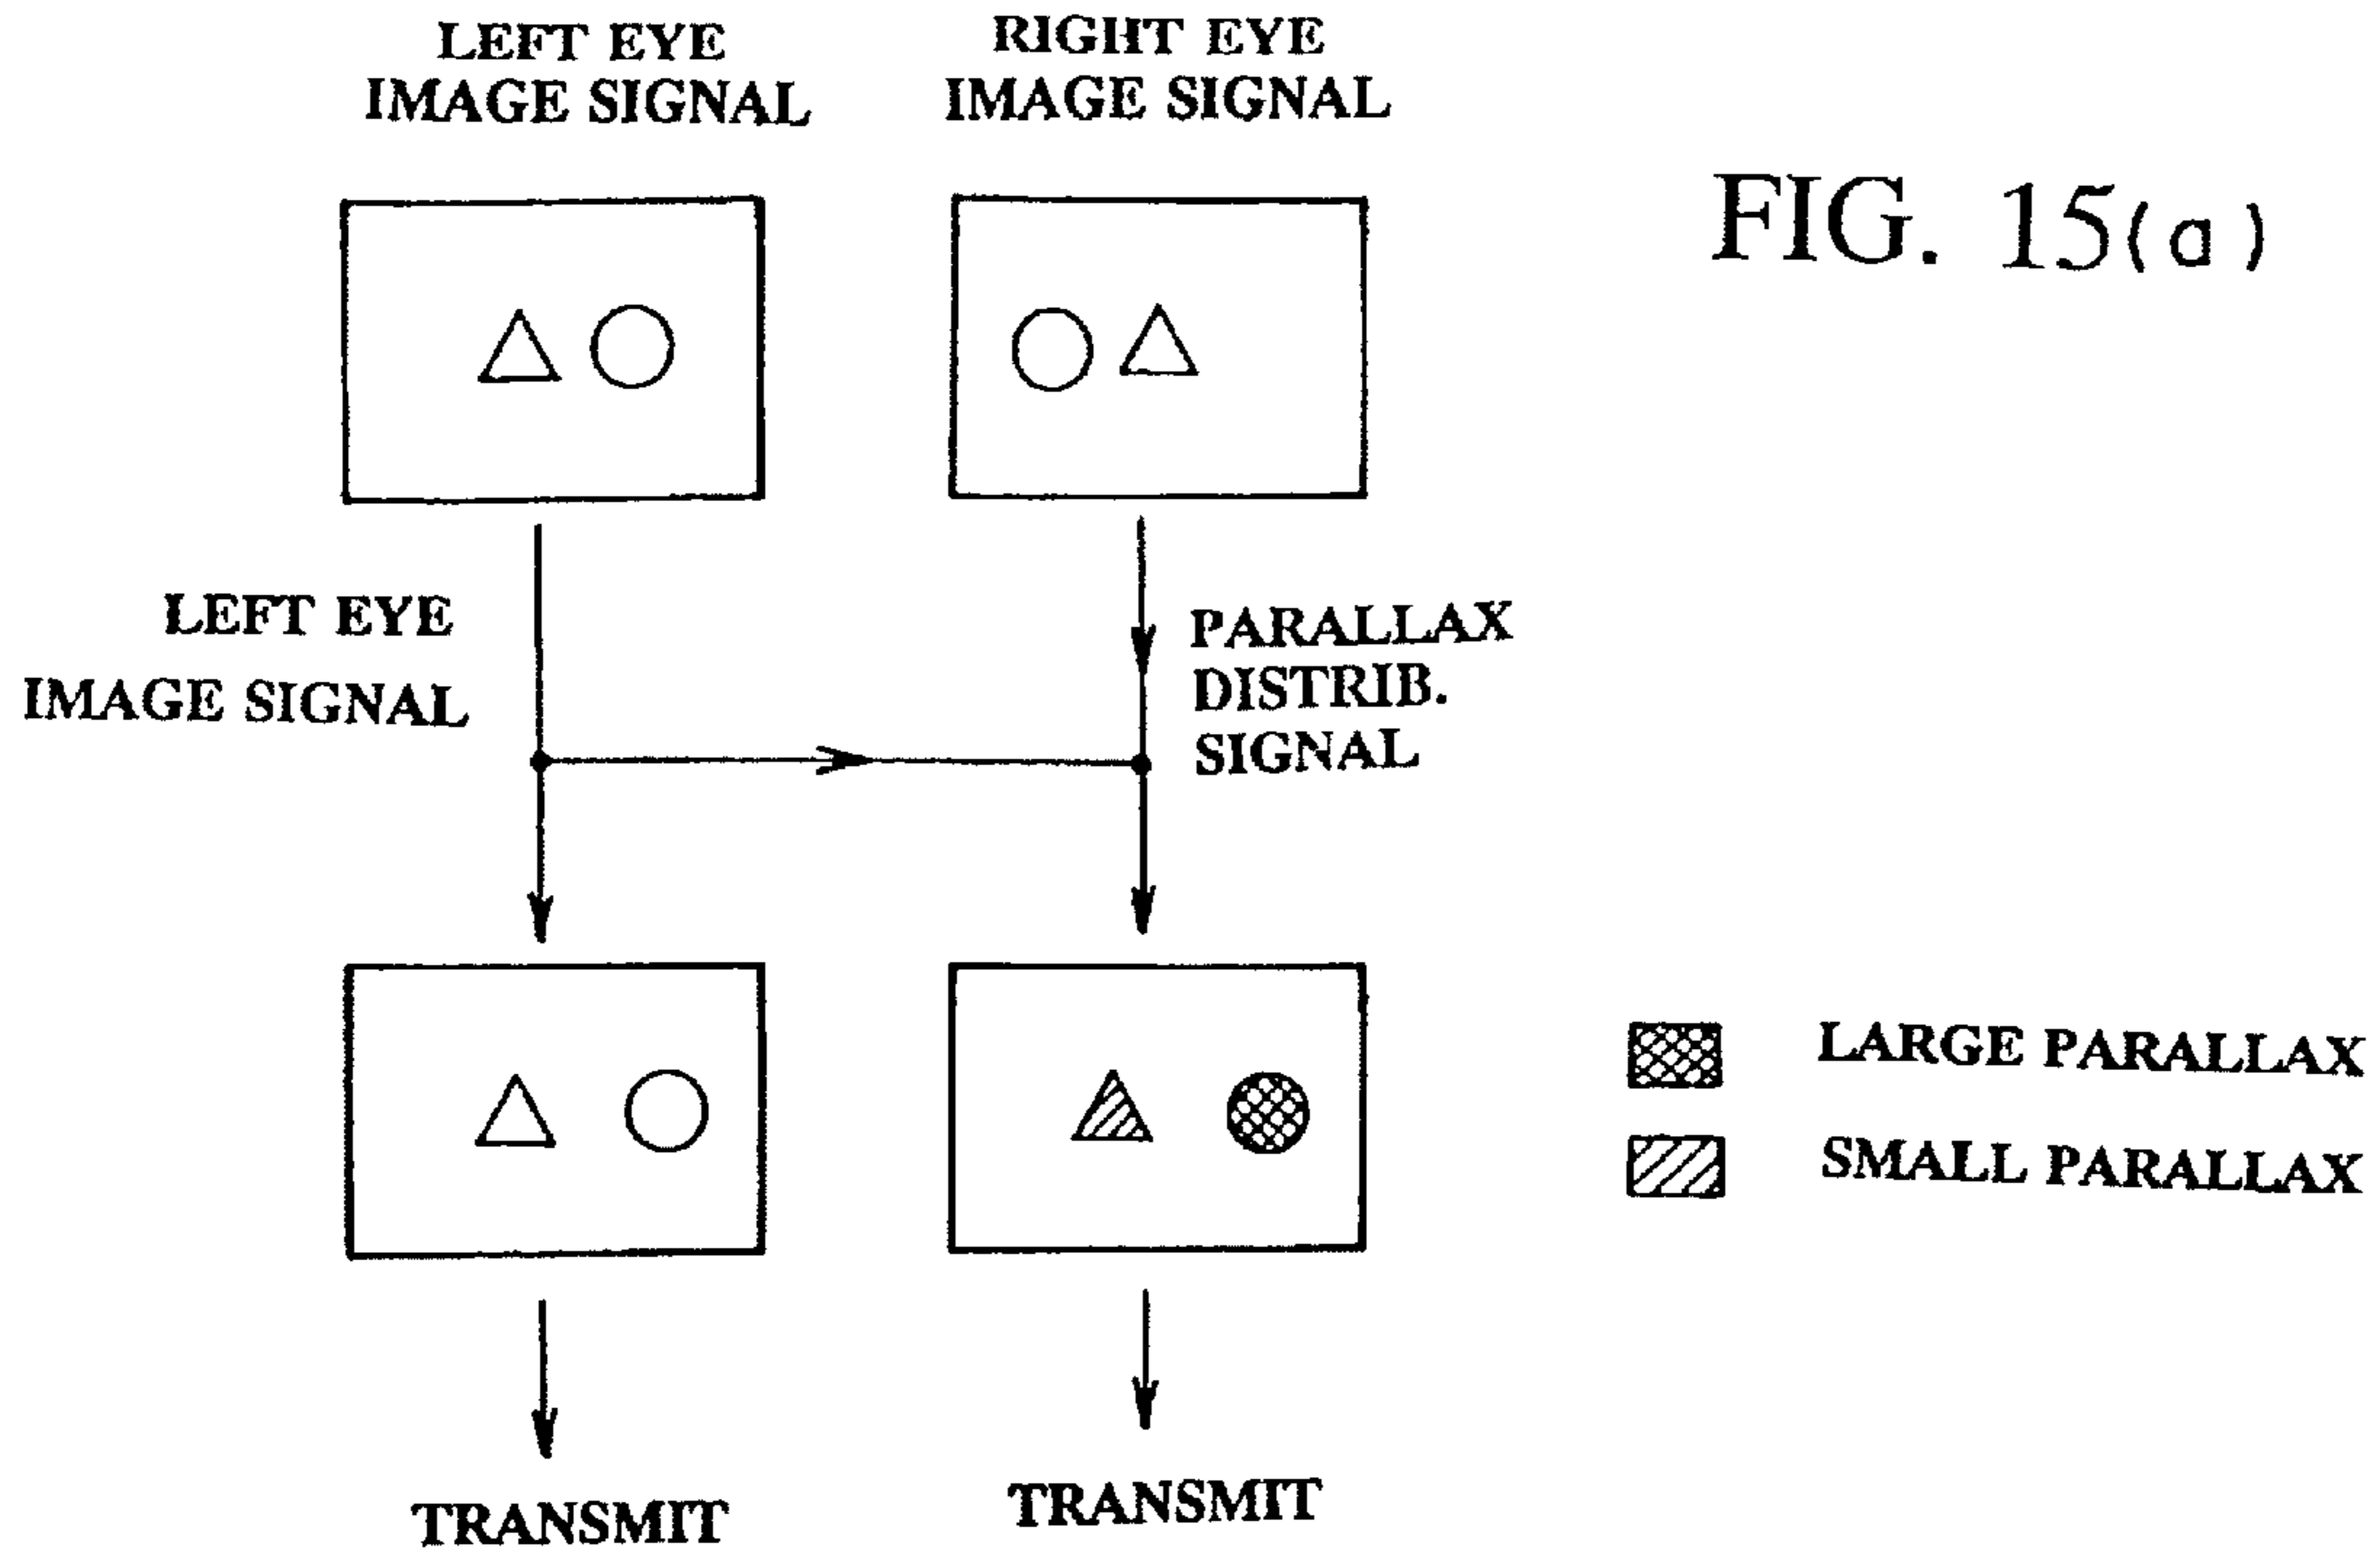 LEFT EYE
IMAGE SIGNAL
RIGHT EYE
IMAGE SIGNAL
FIG. 15(a)
LEFT EYE
IMAGE SIGNAL
PARALLAX
DISTRIB.
SIGNAL
LARGE PARALLAX
SMALL PARALLAX
TRANSMIT
TRANSMIT